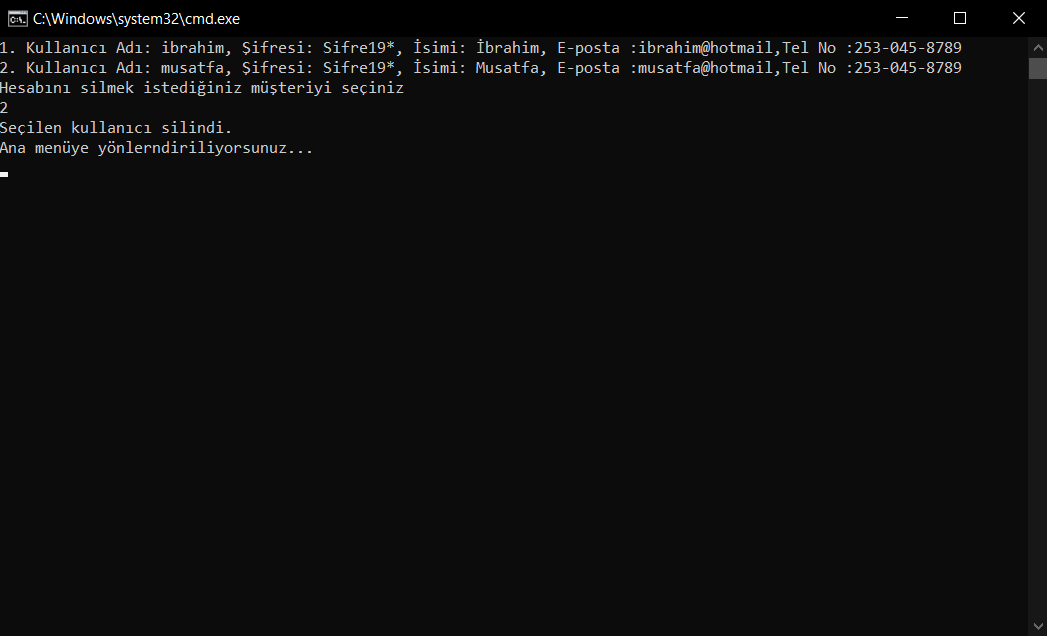 C:\Windows\system32\cmd.exe
1. Kullanıcı Adı: ibrahim, Şifresi: Sifre19*, İsimi: İbrahim, E-posta :ibrahim@hotmail,Tel No :253-045-8789
2. Kullanıcı Adı: musatfa, Şifresi: Sifre19*, İsimi: Musatfa, E-posta :musatfa@hotmail,Tel No :253-045-8789
Hesabını silmek istediğiniz müşteriyi seçiniz
2
Seçilen kullanıcı silindi.
Ana menüye yönlerndiriliyorsunuz...